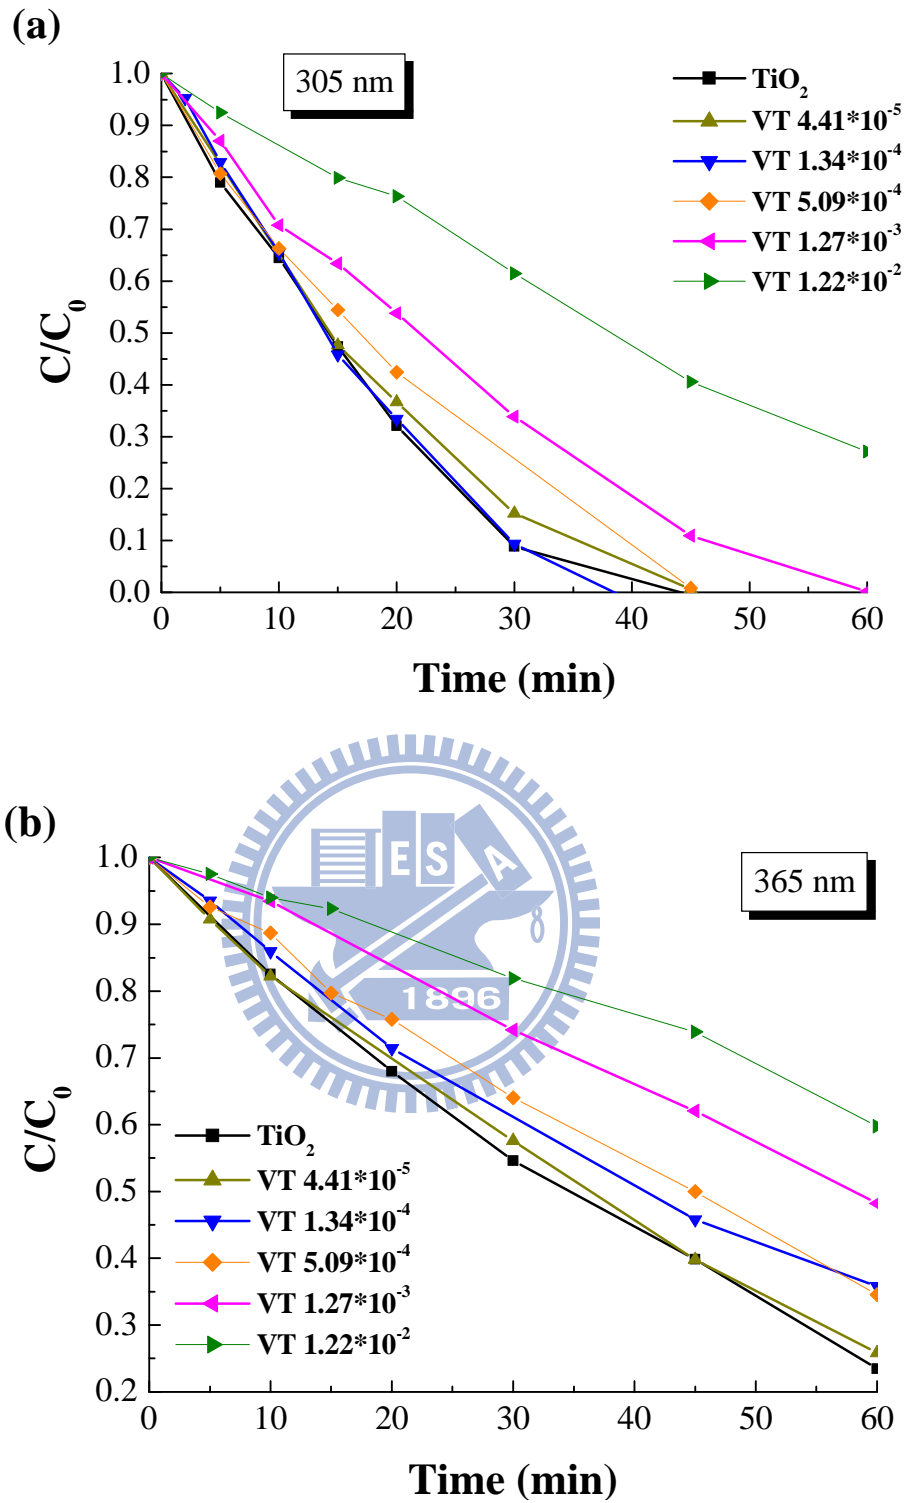 (a)
305 nm
TiO₂
VT 4.41*10⁻⁵
VT 1.34*10⁻⁴
VT 5.09*10⁻⁴
VT 1.27*10⁻³
VT 1.22*10⁻²
1.0
0.9
0.8
0.7
0.6
0.5
0.4
0.3
0.2
0.1
0.0
C/C₀
0 10 20 30 40 50 60
Time (min)
(b)
365 nm
E S A
1896
1.0
0.9
0.8
0.7
0.6
0.5
0.4
0.3
0.2
C/C₀
TiO₂
VT 4.41*10⁻⁵
VT 1.34*10⁻⁴
VT 5.09*10⁻⁴
VT 1.27*10⁻³
VT 1.22*10⁻²
0 10 20 30 40 50 60
Time (min)